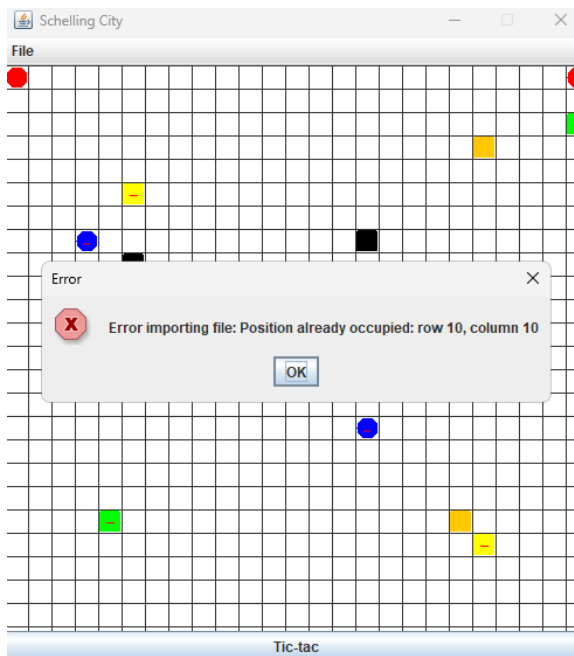 Schelling City
File
Error
Error importing file: Position already occupied: row 10, column 10
OK
Tic-tac